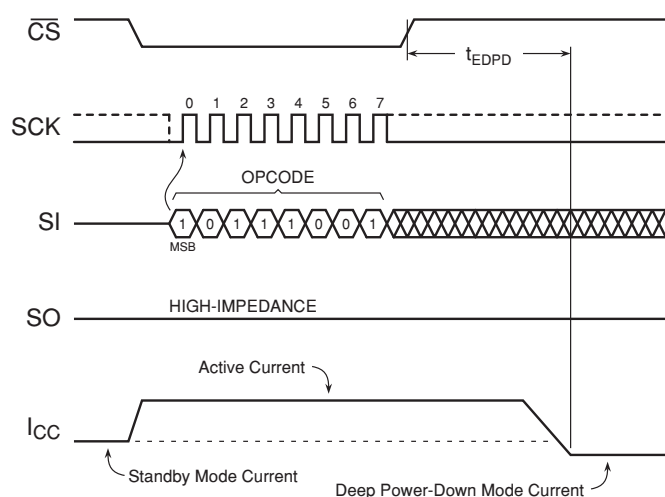 CS
tEDPD
0 1 2 3 4 5 6 7
SCK
OPCODE
SI
1 0 1 1 1 0 0 1
MSB
HIGH-IMPEDANCE
SO
Active Current
ICC
Standby Mode Current
Deep Power-Down Mode Current